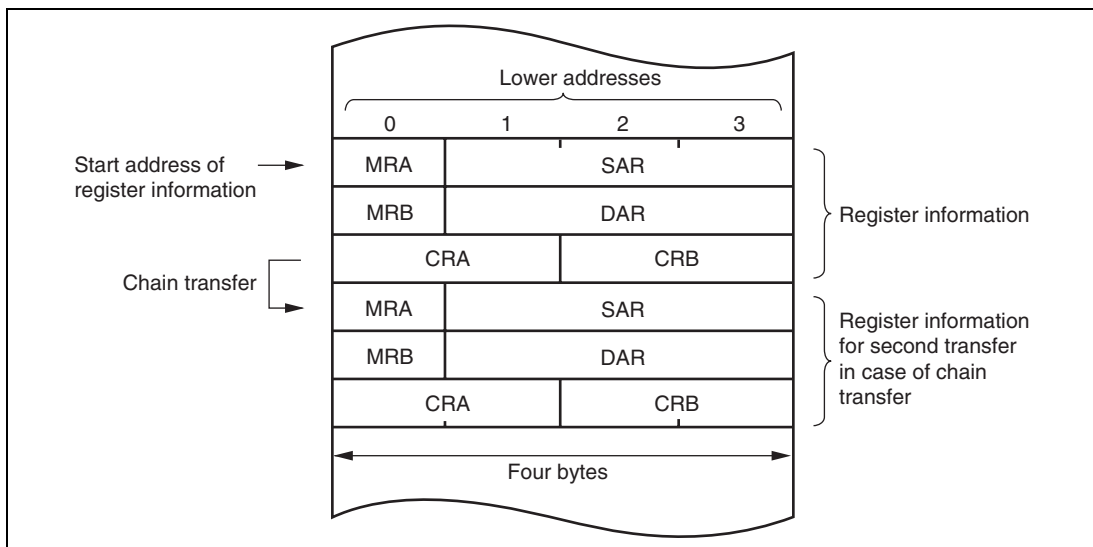 Lower addresses
0 1 2 3
Start address of
register information
MRA SAR
MRB DAR
CRA CRB
Register information
Chain transfer
MRA SAR
MRB DAR
CRA CRB
Register information
for second transfer
in case of chain
transfer
Four bytes